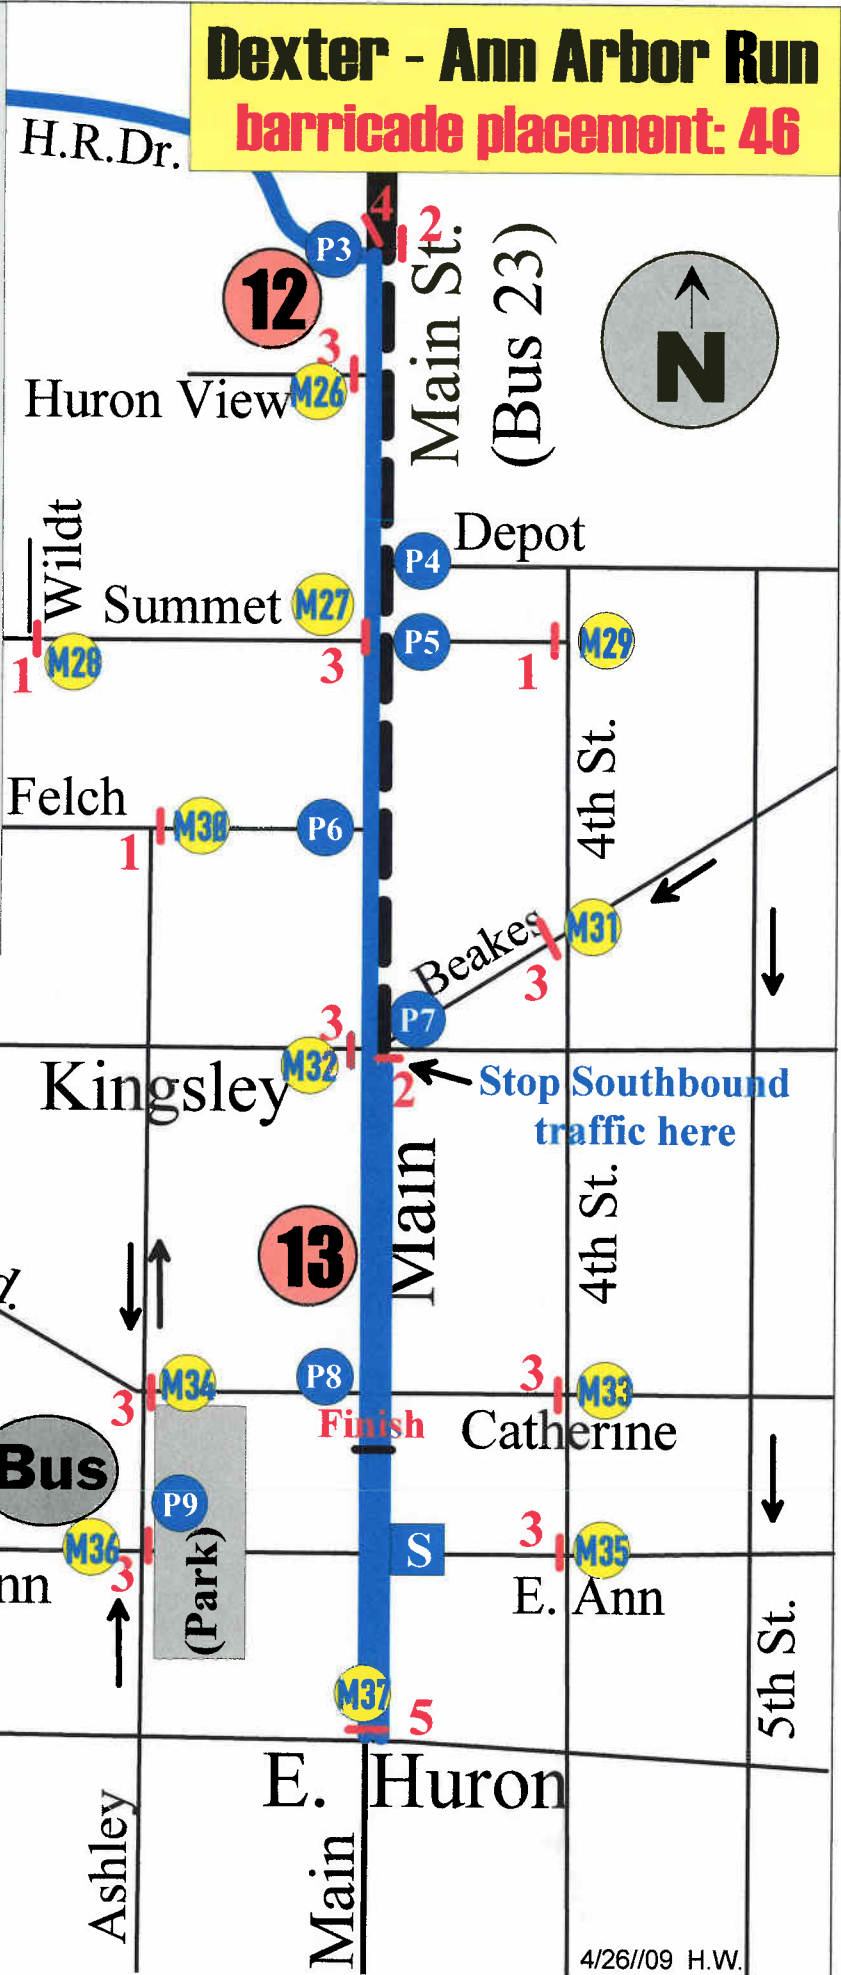 Dexter - Ann Arbor Run
barricade placement: 46
H.R.Dr.
4
2
P3
Main St.
(Bus 23)
12
N
3
Huron View
M26
Wildt
Depot
P4
Summet
M27
M28
1
3
P5
1
M29
4th St.
Felch
M30
P6
1
Beakes
M31
3
P7
3
M32
Kingsley
2
Stop Southbound
traffic here
Main
4th St.
13
d.
M34
P8
3
3
M33
Finish
Catherine
Bus
P9
M36
3
(Park)
S
3
M35
nn
E. Ann
5th St.
M37
5
E. Huron
Ashley
Main
4/26//09 H.W.